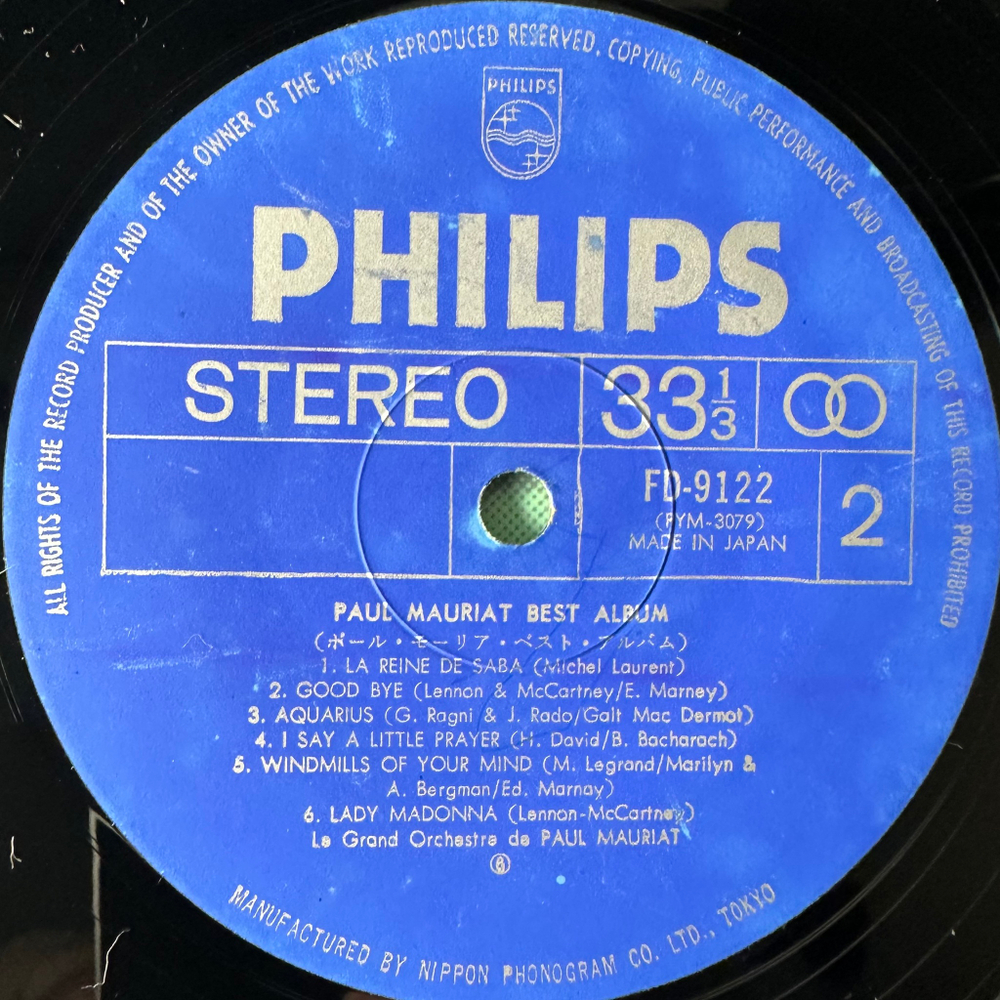 ALL RIGHTS OF THE RECORD PRODUCER AND OF THE OWNER OF THE WORK REPRODUCED RESERVED. COPYING, PUBLIC PERFORMANCE AND BROADCASTING OF THIS RECORD PROHIBITED
PHILIPS
PHILIPS
STEREO
33 1/3
FD-9122
(PYM-3079)
MADE IN JAPAN
2
PAUL MAURIAT BEST ALBUM
(ポール・モーリア・ベスト・アルバム)
1. LA REINE DE SABA (Michel Laurent)
2. GOOD BYE (Lennon & McCartney/E. Marney)
3. AQUARIUS (G. Ragni & J. Rado/Galt Mac Dermot)
4. I SAY A LITTLE PRAYER (H. David/B. Bacharach)
5. WINDMILLS OF YOUR MIND (M. Legrand/Marilyn &
A. Bergman/Ed. Marnay)
6. LADY MADONNA (Lennon-McCartney)
Le Grand Orchestre de PAUL MAURIAT
MANUFACTURED BY NIPPON PHONOGRAM CO. LTD., TOKYO